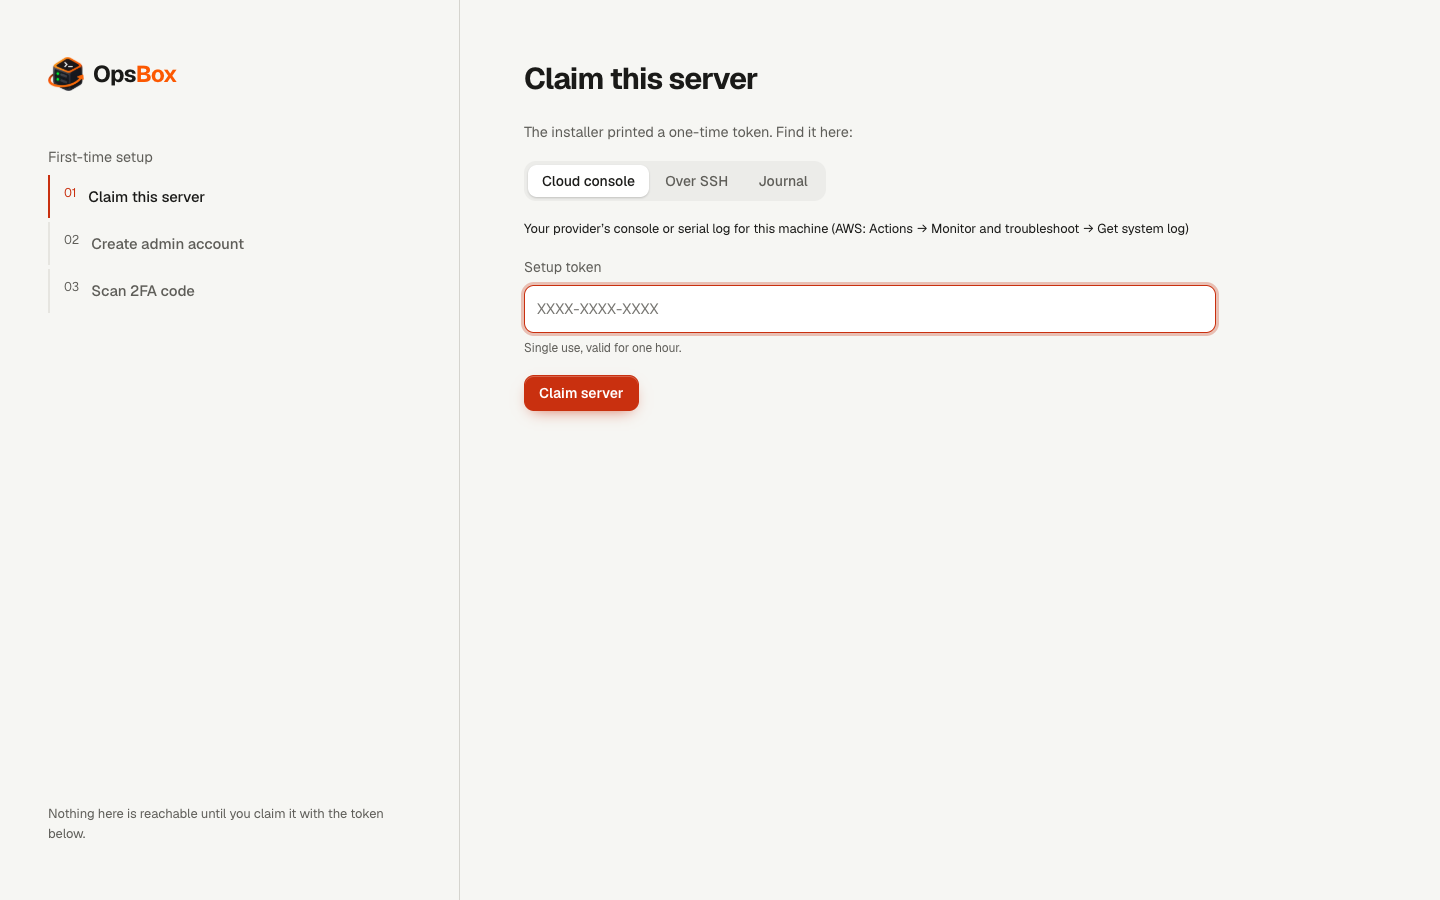 OpsBox
First-time setup
01 Claim this server
02 Create admin account
03 Scan 2FA code
Nothing here is reachable until you claim it with the token
below.
Claim this server
The installer printed a one-time token. Find it here:
Cloud console Over SSH Journal
Your provider's console or serial log for this machine (AWS: Actions → Monitor and troubleshoot → Get system log)
Setup token
XXXX-XXXX-XXXX
Single use, valid for one hour.
Claim server